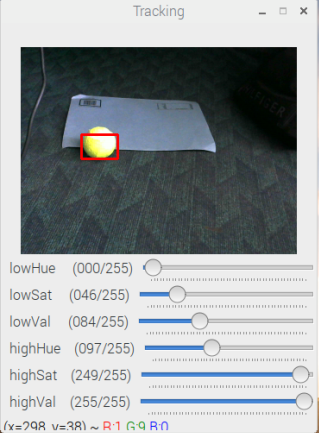 Tracking
lowHue (000/255)
lowSat (046/255)
lowVal (084/255)
highHue (097/255)
highSat (249/255)
highVal (255/255)
(x=298, y=38) ~ R:1 G:9 B:0